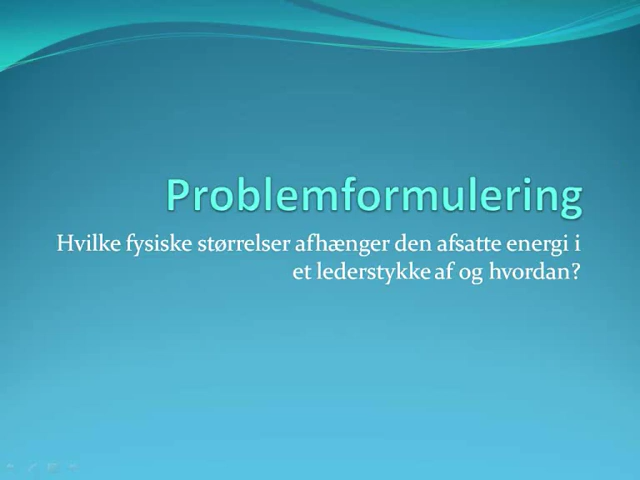 Problemformulering
Hvilke fysiske størrelser afhænger den afsatte energi i
et lederstykke af og hvordan?